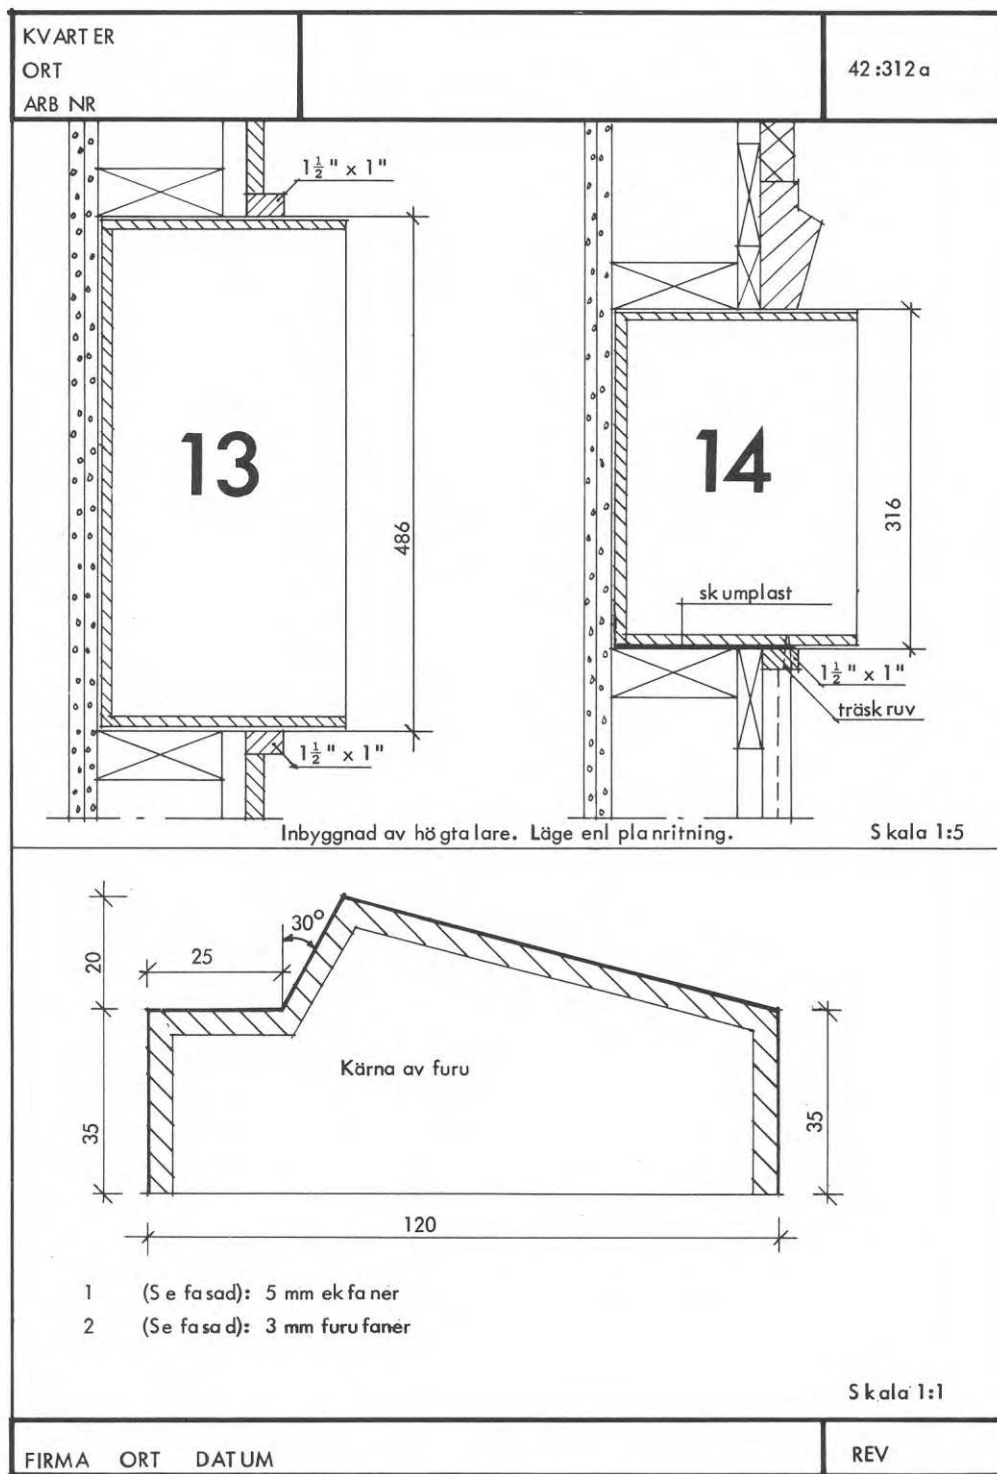 KVARTER
ORT
ARB NR
42:312a
1½" x 1"
13
486
1½" x 1"
14
316
skumplast
1½" x 1"
träskruv
Inbyggnad av högtalare. Läge enl planritning.
Skala 1:5
20
25
30°
35
Kärna av furu
35
120
1 (Se fasad): 5 mm ekfaner
2 (Se fasad): 3 mm furufaner
Skala 1:1
FIRMA ORT DATUM
REV